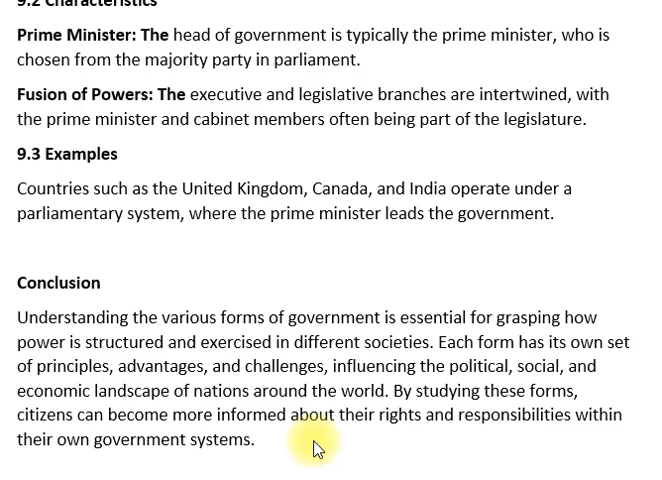 9.2 Characteristics
Prime Minister: The head of government is typically the prime minister, who is
chosen from the majority party in parliament.
Fusion of Powers: The executive and legislative branches are intertwined, with
the prime minister and cabinet members often being part of the legislature.
9.3 Examples
Countries such as the United Kingdom, Canada, and India operate under a
parliamentary system, where the prime minister leads the government.
Conclusion
Understanding the various forms of government is essential for grasping how
power is structured and exercised in different societies. Each form has its own set
of principles, advantages, and challenges, influencing the political, social, and
economic landscape of nations around the world. By studying these forms,
citizens can become more informed about their rights and responsibilities within
their own government systems.